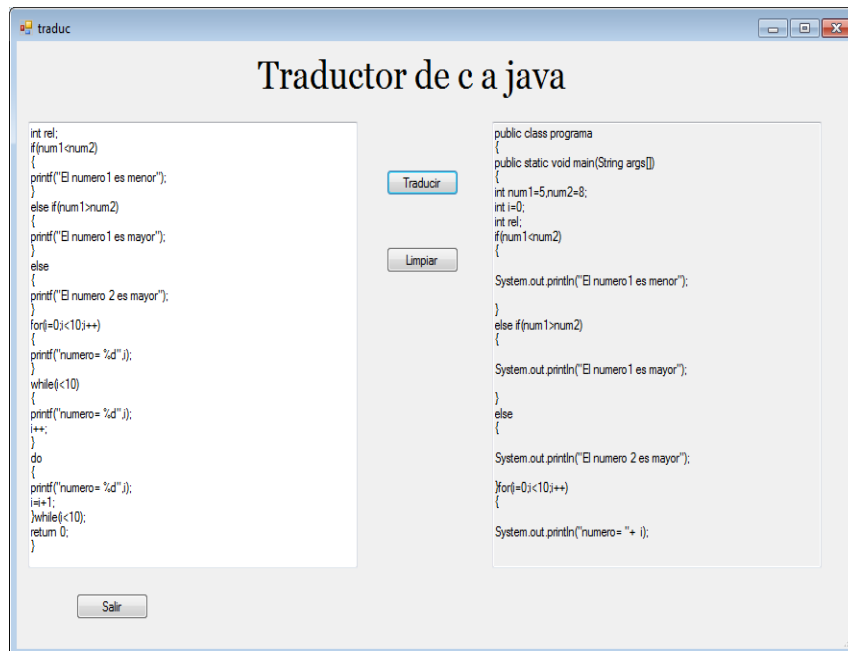 traduc
Traductor de c a java
int rel;
if(num1<num2)
{
printf("El numero1 es menor");
}
else if(num1>num2)
{
printf("El numero1 es mayor");
}
else
{
printf("El numero 2 es mayor");
}
for(i=0;i<10;i++)
{
printf("numero= %d",i);
}
while(i<10)
{
printf("numero= %d",i);
i++;
}
do
{
printf("numero= %d",i);
i=i+1;
}while(i<10);
return 0;
}
Traducir
Limpiar
public class programa
{
public static void main(String args[])
{
int num1=5,num2=8;
int i=0;
int rel;
if(num1<num2)
{
System.out.println("El numero1 es menor");
}
else if(num1>num2)
{
System.out.println("El numero1 es mayor");
}
else
{
System.out.println("El numero 2 es mayor");
}for(i=0;i<10;i++)
{
System.out.println("numero= "+ i);
Salir